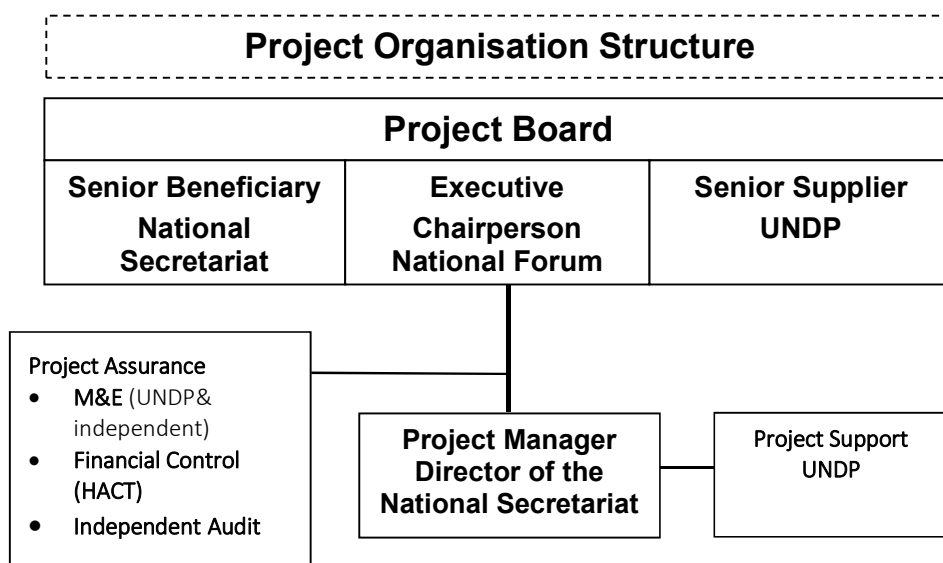 Project Organisation Structure
Project Board
Senior Beneficiary
National
Secretariat
Executive
Chairperson
National Forum
Senior Supplier
UNDP
Project Assurance
• M&E (UNDP&
independent)
• Financial Control
(HACT)
• Independent Audit
Project Manager
Director of the
National Secretariat
Project Support
UNDP